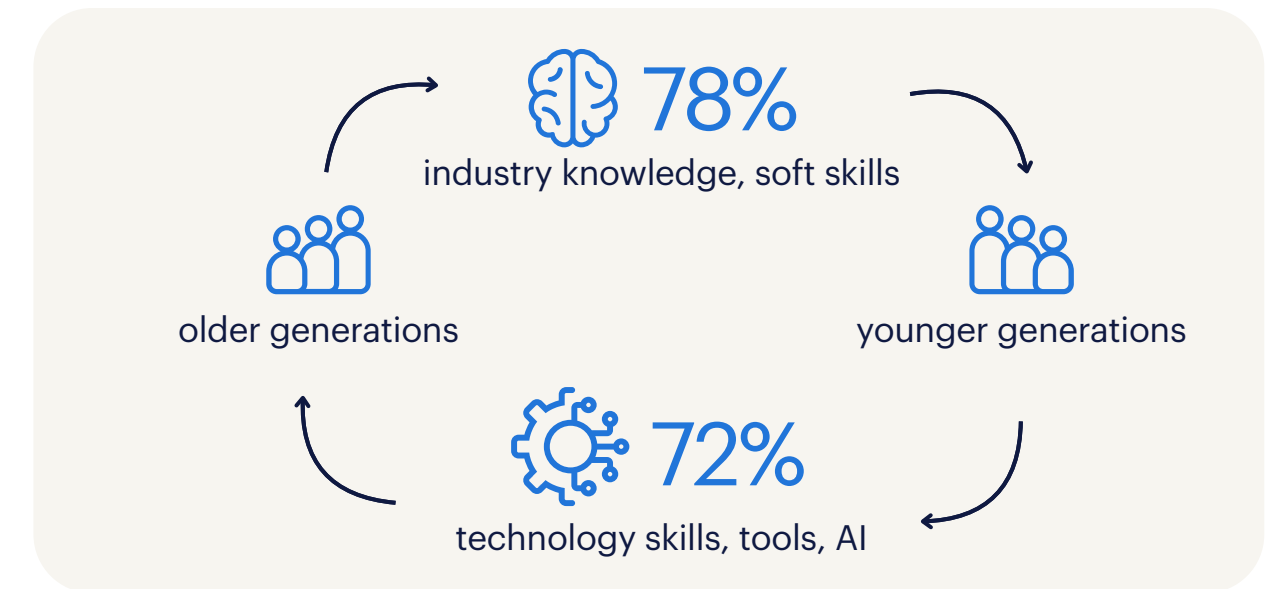 78%
industry knowledge, soft skills
older generations
younger generations
72%
technology skills, tools, AI